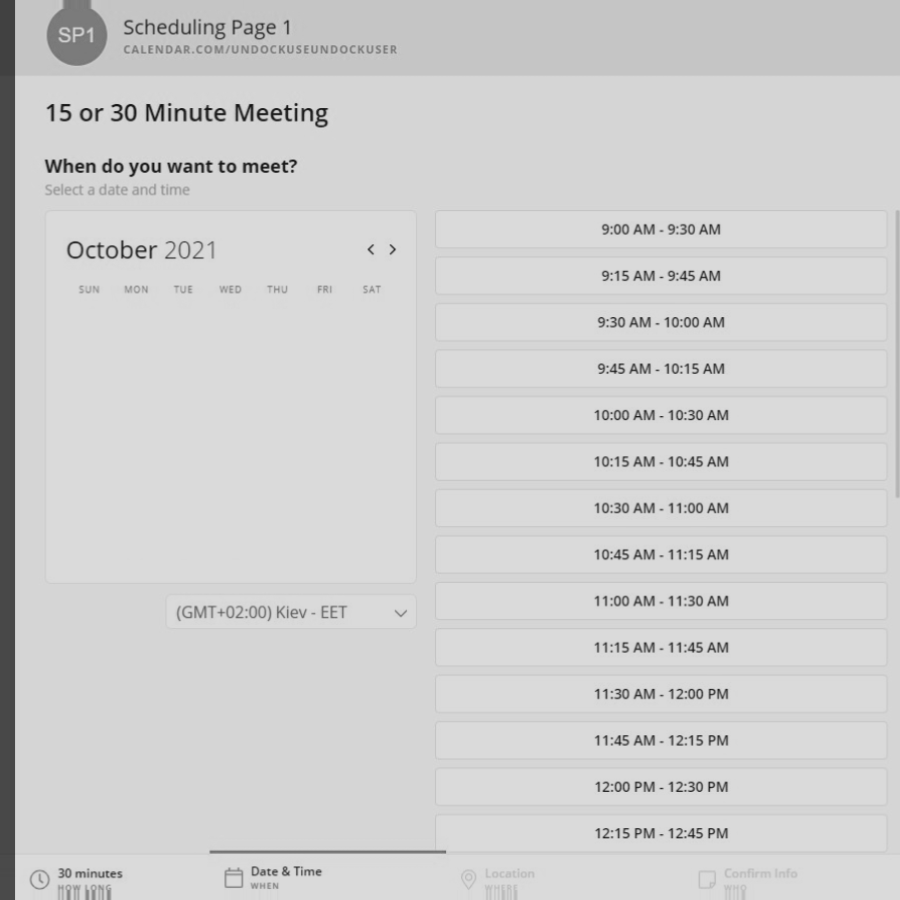 SP1
Scheduling Page 1
CALENDAR.COM/UNDOCKUSEUNDOCKUSER
15 or 30 Minute Meeting
When do you want to meet?
Select a date and time
October 2021
SUN MON TUE WED THU FRI SAT
(GMT+02:00) Kiev - EET
9:00 AM - 9:30 AM
9:15 AM - 9:45 AM
9:30 AM - 10:00 AM
9:45 AM - 10:15 AM
10:00 AM - 10:30 AM
10:15 AM - 10:45 AM
10:30 AM - 11:00 AM
10:45 AM - 11:15 AM
11:00 AM - 11:30 AM
11:15 AM - 11:45 AM
11:30 AM - 12:00 PM
11:45 AM - 12:15 PM
12:00 PM - 12:30 PM
12:15 PM - 12:45 PM
30 minutes
HOW LONG
Date & Time
WHEN
Location
WHERE
Confirm Info
WHO